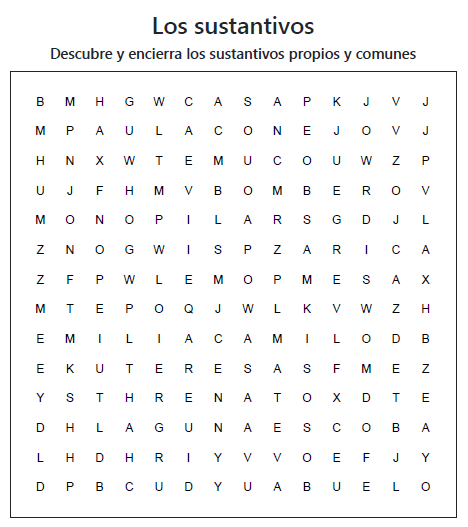 Los sustantivos
Descubre y encierra los sustantivos propios y comunes
B M H G W C A S A P K J V J
M P A U L A C O N E J O V J
H N X W T E M U C O U W Z P
U J F H M V B O M B E R O V
M O N O P I L A R S G D J L
Z N O G W I S P Z A R I C A
Z F P W L E M O P M E S A X
M T E P O Q J W L K V W Z H
E M I L I A C A M I L O D B
E K U T E R E S A S F M E Z
Y S T H R E N A T O X D T E
D H L A G U N A E S C O B A
L H D H R I Y V V O E F J Y
D P B C U D Y U A B U E L O